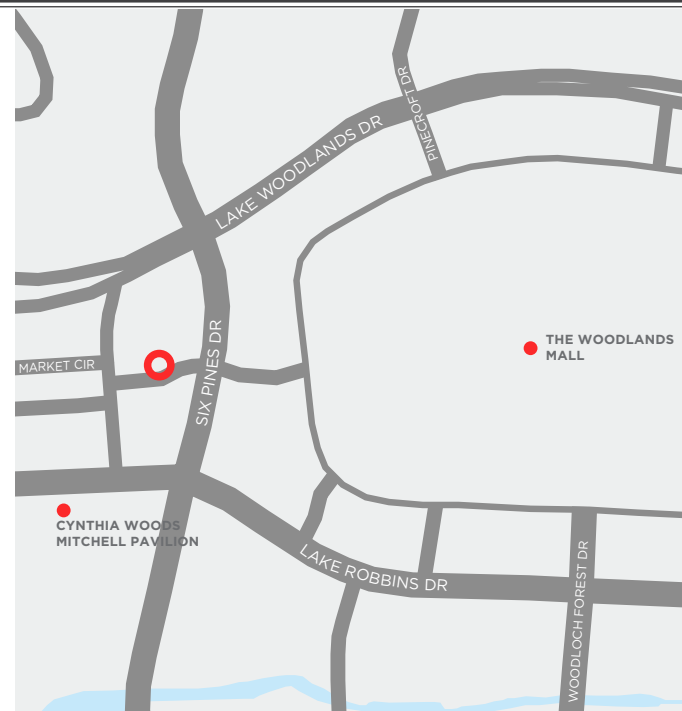 PINECROFT DR
LAKE WOODLANDS DR
THE WOODLANDS
MALL
MARKET CIR
SIX PINES DR
CYNTHIA WOODS
MITCHELL PAVILION
LAKE ROBBINS DR
WOODLOCH FOREST DR